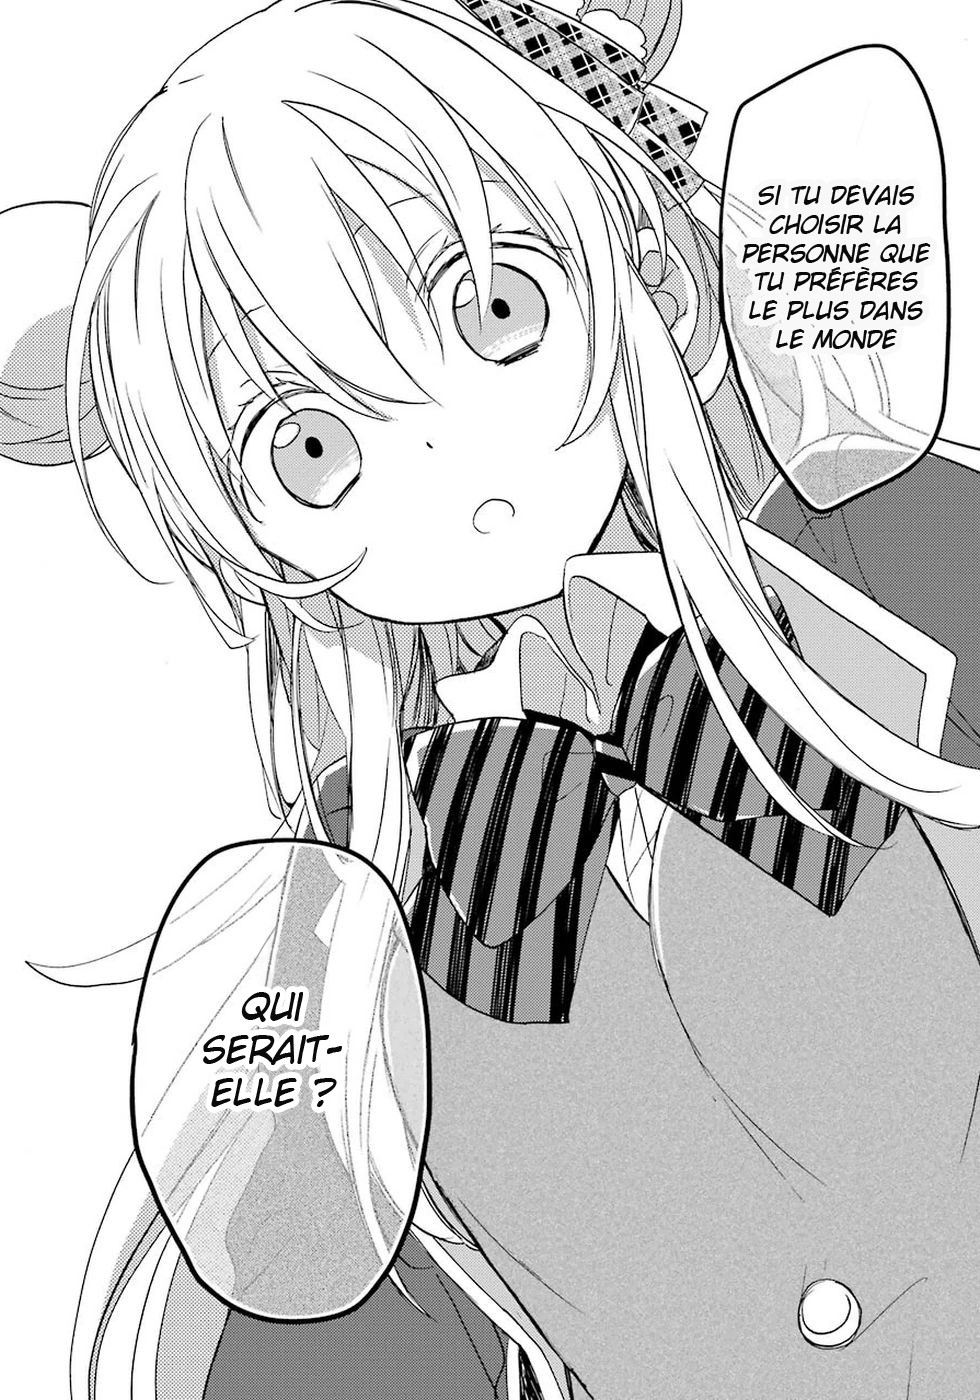 SI TU DEVAIS
CHOISIR LA
PERSONNE QUE
TU PRÉFÈRES
LE PLUS DANS
LE MONDE
QUI
SERAIT-
ELLE ?